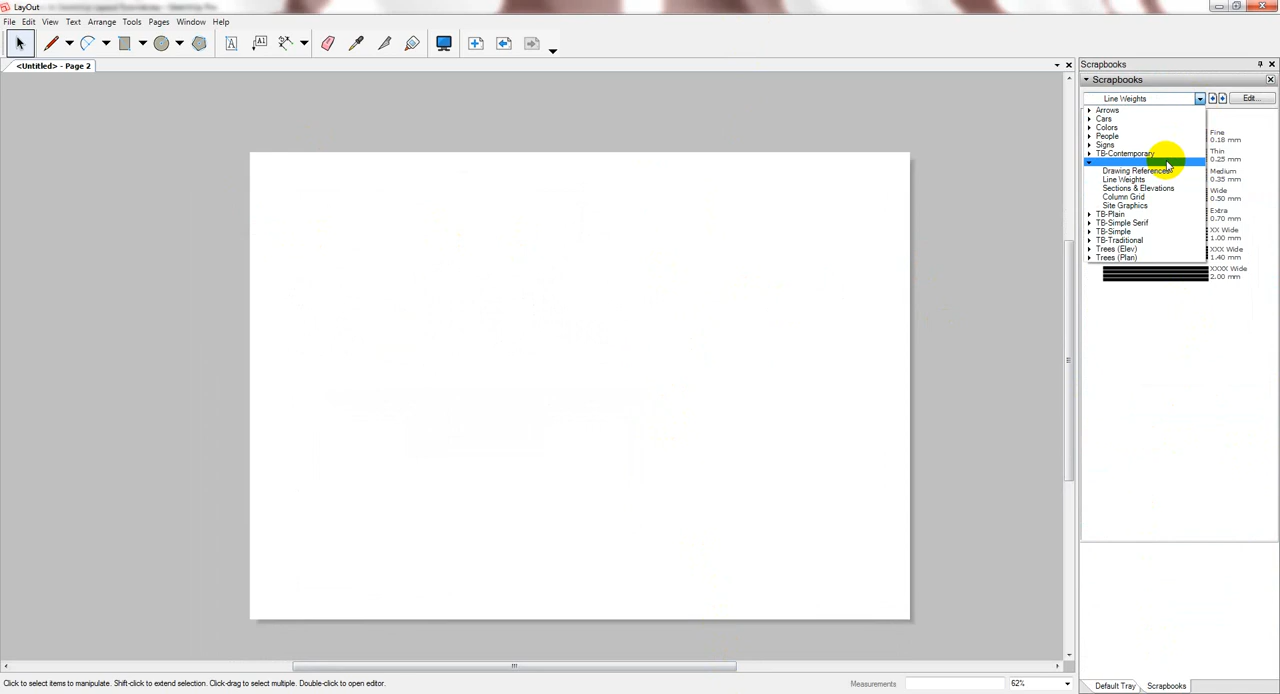 LayOut
File Edit View Text Arrange Tools Pages Window Help
<Untitled> - Page 2
Scrapbooks
Scrapbooks
Line Weights
Edit...
Arrows
Cars
Colors
People
Signs
TB-Contemporary
Drawing References
Line Weights
Sections & Elevations
Column Grid
Site Graphics
TB-Plain
TB-Simple Serif
TB-Simple
TB-Traditional
Trees (Elev)
Trees (Plan)
Fine
0.18 mm
Thin
0.25 mm
Medium
0.35 mm
Wide
0.50 mm
Extra
0.70 mm
XX Wide
1.00 mm
XXX Wide
1.40 mm
XXXX Wide
2.00 mm
Default Tray Scrapbooks
Click to select items to manipulate. Shift-click to extend selection. Click-drag to select multiple. Double-click to open editor.
Measurements
62%